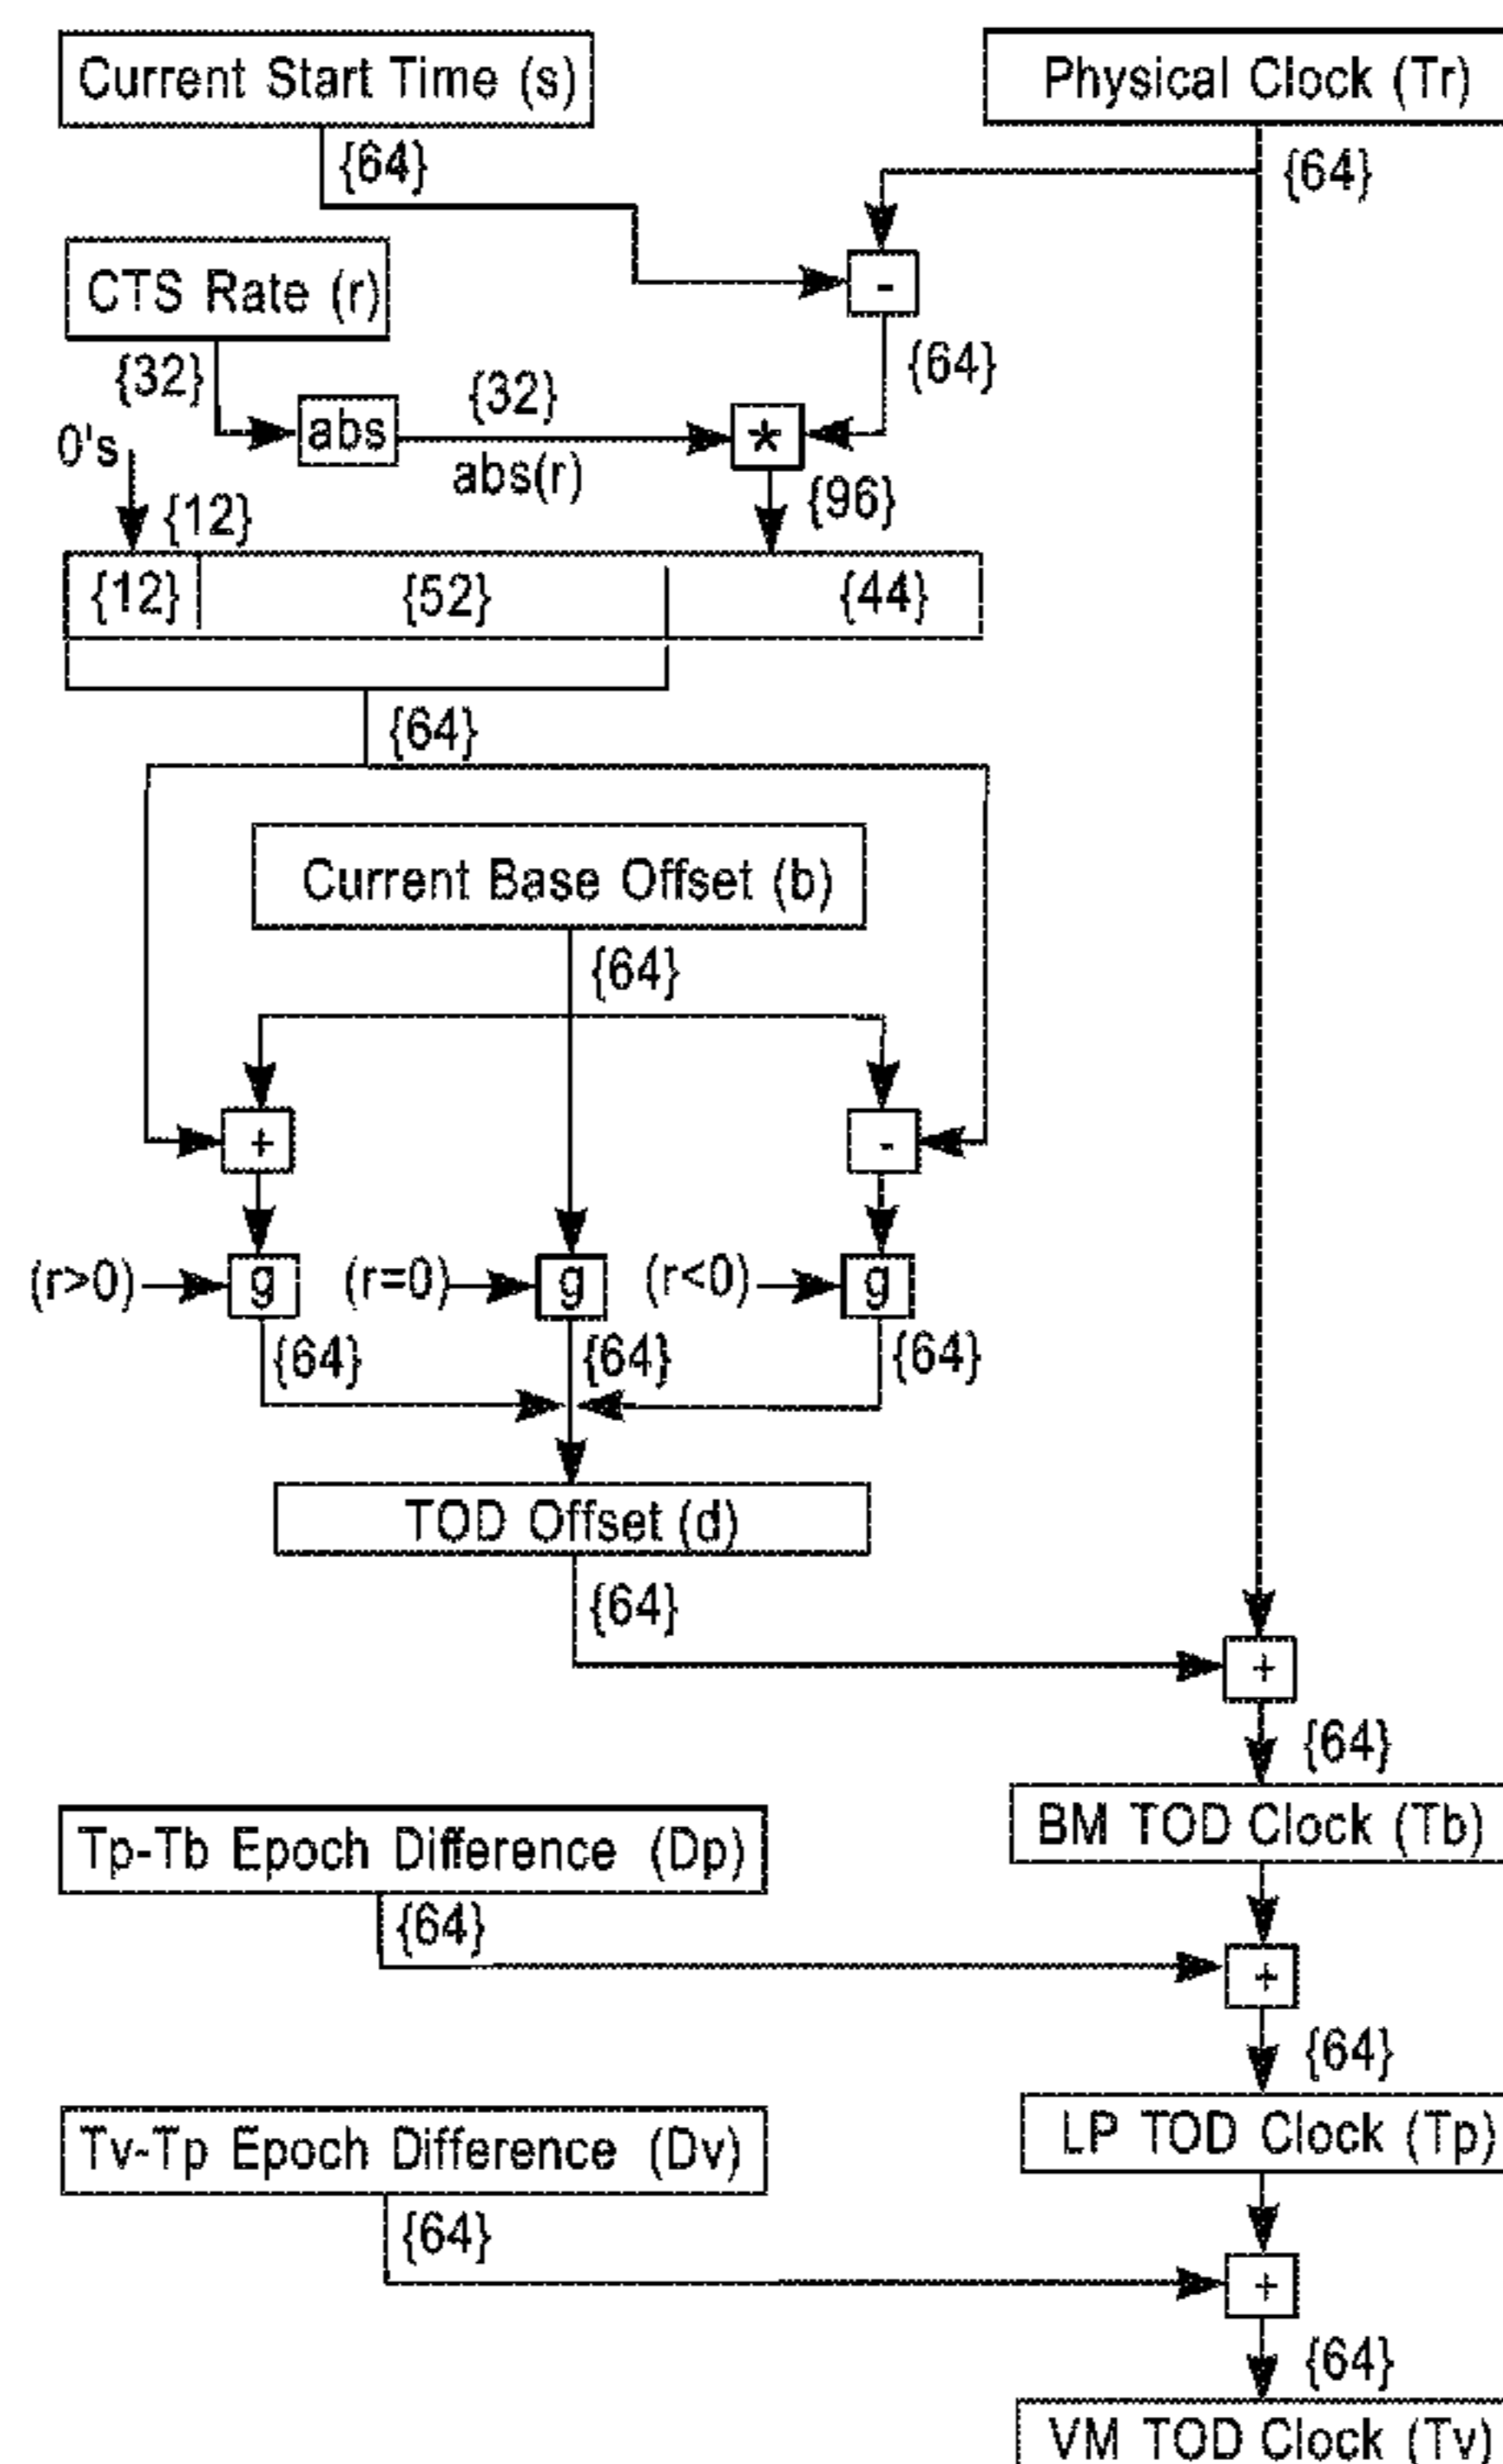 Current Start Time (s)
Physical Clock (Tr)
{64}
{64}
-
CTS Rate (r)
{32}
{64}
abs
{32}
abs(r)
*
0's
{12}
{96}
{12}
{52}
{44}
{64}
Current Base Offset (b)
{64}
+
-
(r>0)
g
(r=0)
g
(r<0)
g
{64}
{64}
{64}
TOD Offset (d)
{64}
+
{64}
BM TOD Clock (Tb)
Tp-Tb Epoch Difference (Dp)
{64}
+
{64}
LP TOD Clock (Tp)
Tv-Tp Epoch Difference (Dv)
{64}
+
{64}
VM TOD Clock (Tv)